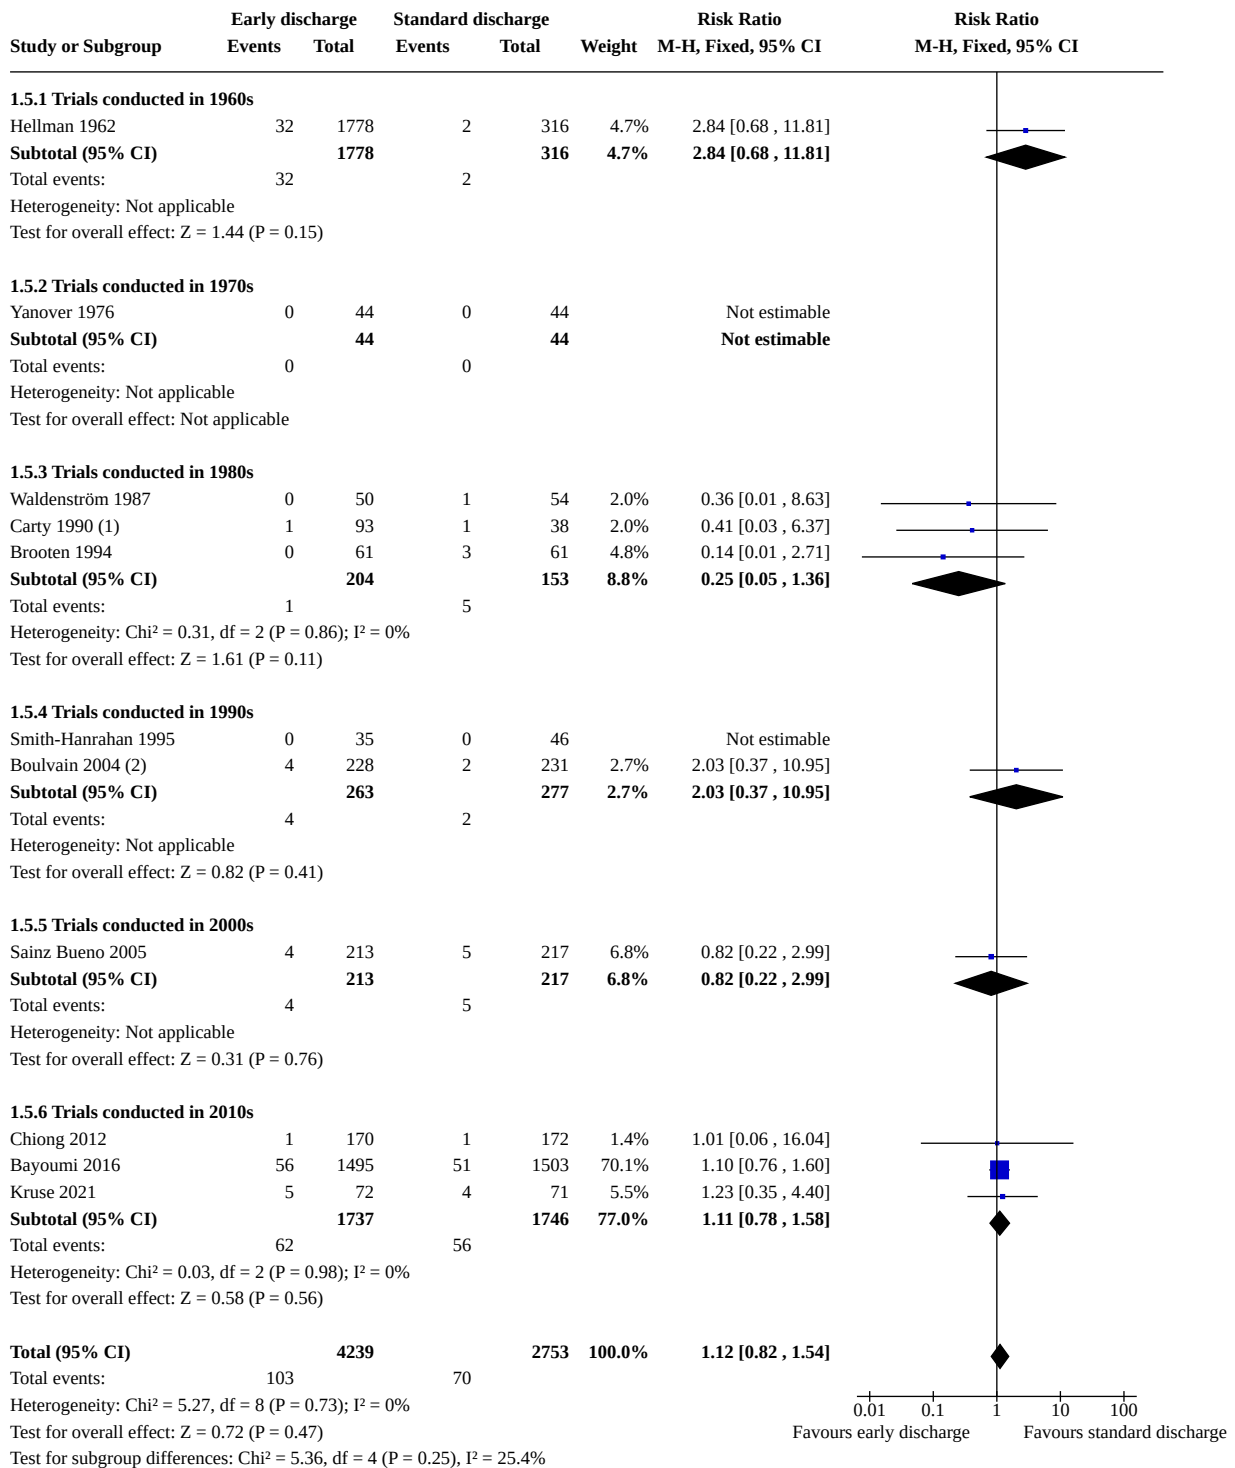 Early discharge Standard discharge Risk Ratio Risk Ratio
Study or Subgroup Events Total Events Total Weight M-H, Fixed, 95% CI M-H, Fixed, 95% CI
1.5.1 Trials conducted in 1960s
Hellman 1962 32 1778 2 316 4.7% 2.84 [0.68 , 11.81]
Subtotal (95% CI) 1778 316 4.7% 2.84 [0.68 , 11.81]
Total events: 32 2
Heterogeneity: Not applicable
Test for overall effect: Z = 1.44 (P = 0.15)
1.5.2 Trials conducted in 1970s
Yanover 1976 0 44 0 44 Not estimable
Subtotal (95% CI) 44 44 Not estimable
Total events: 0 0
Heterogeneity: Not applicable
Test for overall effect: Not applicable
1.5.3 Trials conducted in 1980s
Waldenström 1987 0 50 1 54 2.0% 0.36 [0.01 , 8.63]
Carty 1990 (1) 1 93 1 38 2.0% 0.41 [0.03 , 6.37]
Brooten 1994 0 61 3 61 4.8% 0.14 [0.01 , 2.71]
Subtotal (95% CI) 204 153 8.8% 0.25 [0.05 , 1.36]
Total events: 1 5
Heterogeneity: Chi² = 0.31, df = 2 (P = 0.86); I² = 0%
Test for overall effect: Z = 1.61 (P = 0.11)
1.5.4 Trials conducted in 1990s
Smith-Hanrahan 1995 0 35 0 46 Not estimable
Boulvain 2004 (2) 4 228 2 231 2.7% 2.03 [0.37 , 10.95]
Subtotal (95% CI) 263 277 2.7% 2.03 [0.37 , 10.95]
Total events: 4 2
Heterogeneity: Not applicable
Test for overall effect: Z = 0.82 (P = 0.41)
1.5.5 Trials conducted in 2000s
Sainz Bueno 2005 4 213 5 217 6.8% 0.82 [0.22 , 2.99]
Subtotal (95% CI) 213 217 6.8% 0.82 [0.22 , 2.99]
Total events: 4 5
Heterogeneity: Not applicable
Test for overall effect: Z = 0.31 (P = 0.76)
1.5.6 Trials conducted in 2010s
Chiong 2012 1 170 1 172 1.4% 1.01 [0.06 , 16.04]
Bayoumi 2016 56 1495 51 1503 70.1% 1.10 [0.76 , 1.60]
Kruse 2021 5 72 4 71 5.5% 1.23 [0.35 , 4.40]
Subtotal (95% CI) 1737 1746 77.0% 1.11 [0.78 , 1.58]
Total events: 62 56
Heterogeneity: Chi² = 0.03, df = 2 (P = 0.98); I² = 0%
Test for overall effect: Z = 0.58 (P = 0.56)
Total (95% CI) 4239 2753 100.0% 1.12 [0.82 , 1.54]
Total events: 103 70
Heterogeneity: Chi² = 5.27, df = 8 (P = 0.73); I² = 0% 0.01 0.1 1 10 100
Test for overall effect: Z = 0.72 (P = 0.47) Favours early discharge Favours standard discharge
Test for subgroup differences: Chi² = 5.36, df = 4 (P = 0.25), I² = 25.4%